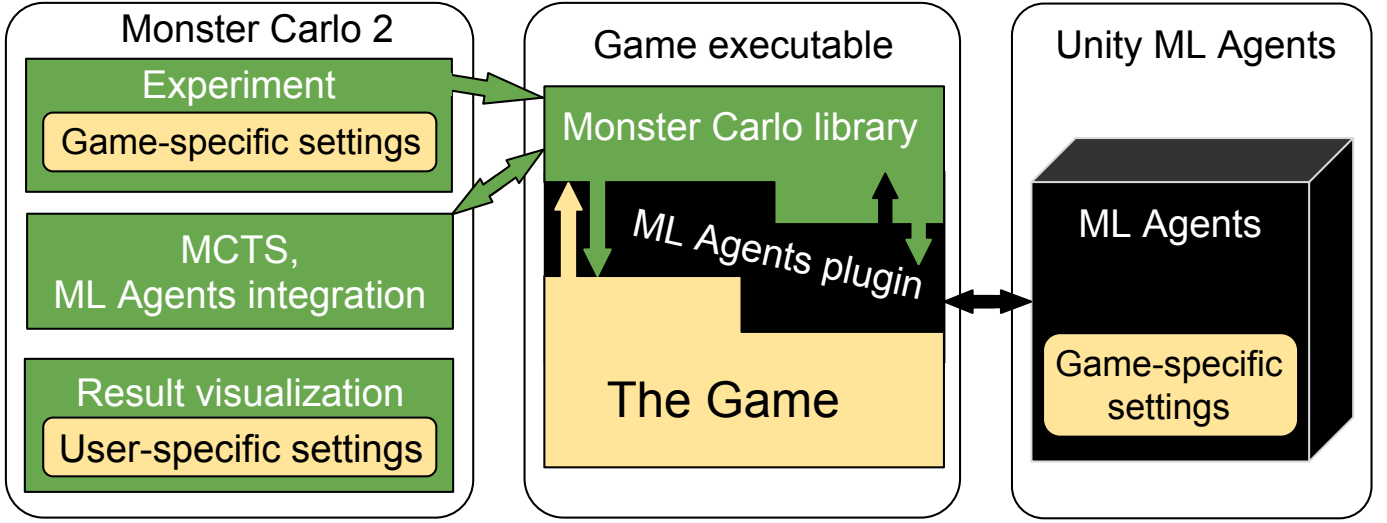 Monster Carlo 2
Experiment
Game-specific settings
MCTS,
ML Agents integration
Result visualization
User-specific settings
Game executable
Monster Carlo library
ML Agents plugin
The Game
Unity ML Agents
ML Agents
Game-specific
settings